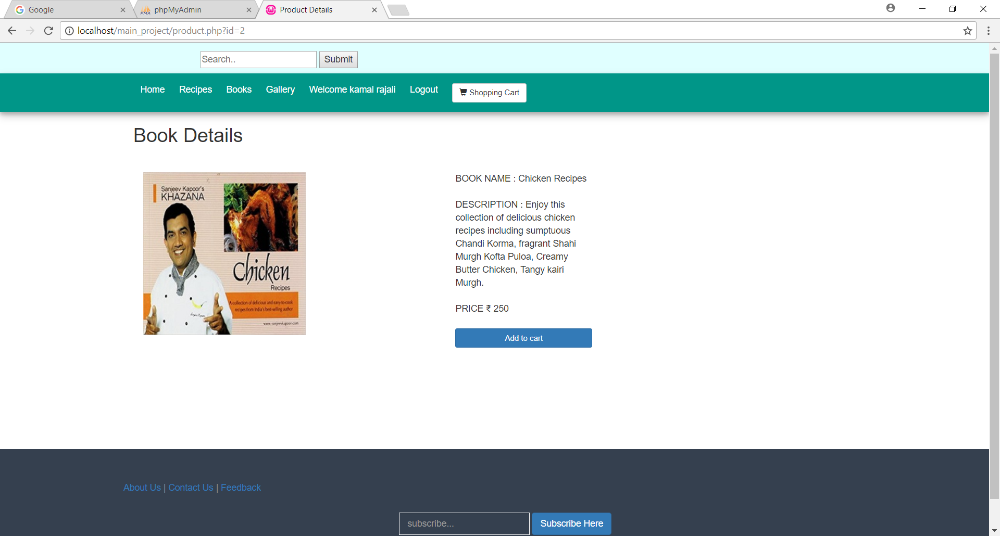 Google
phpMyAdmin
Product Details
localhost/main_project/product.php?id=2
Search..
Submit
Home
Recipes
Books
Gallery
Welcome kamal rajali
Logout
Shopping Cart
Book Details
Sanjeev Kapoor's
KHAZANA
Chicken
Recipes
A collection of delicious and easy-to-cook
recipes from India's best-selling author
www.sanjeevkapoor.com
BOOK NAME : Chicken Recipes
DESCRIPTION : Enjoy this
collection of delicious chicken
recipes including sumptuous
Chandi Korma, fragrant Shahi
Murgh Kofta Puloa, Creamy
Butter Chicken, Tangy kairi
Murgh.
PRICE ₹ 250
Add to cart
About Us | Contact Us | Feedback
subscribe...
Subscribe Here